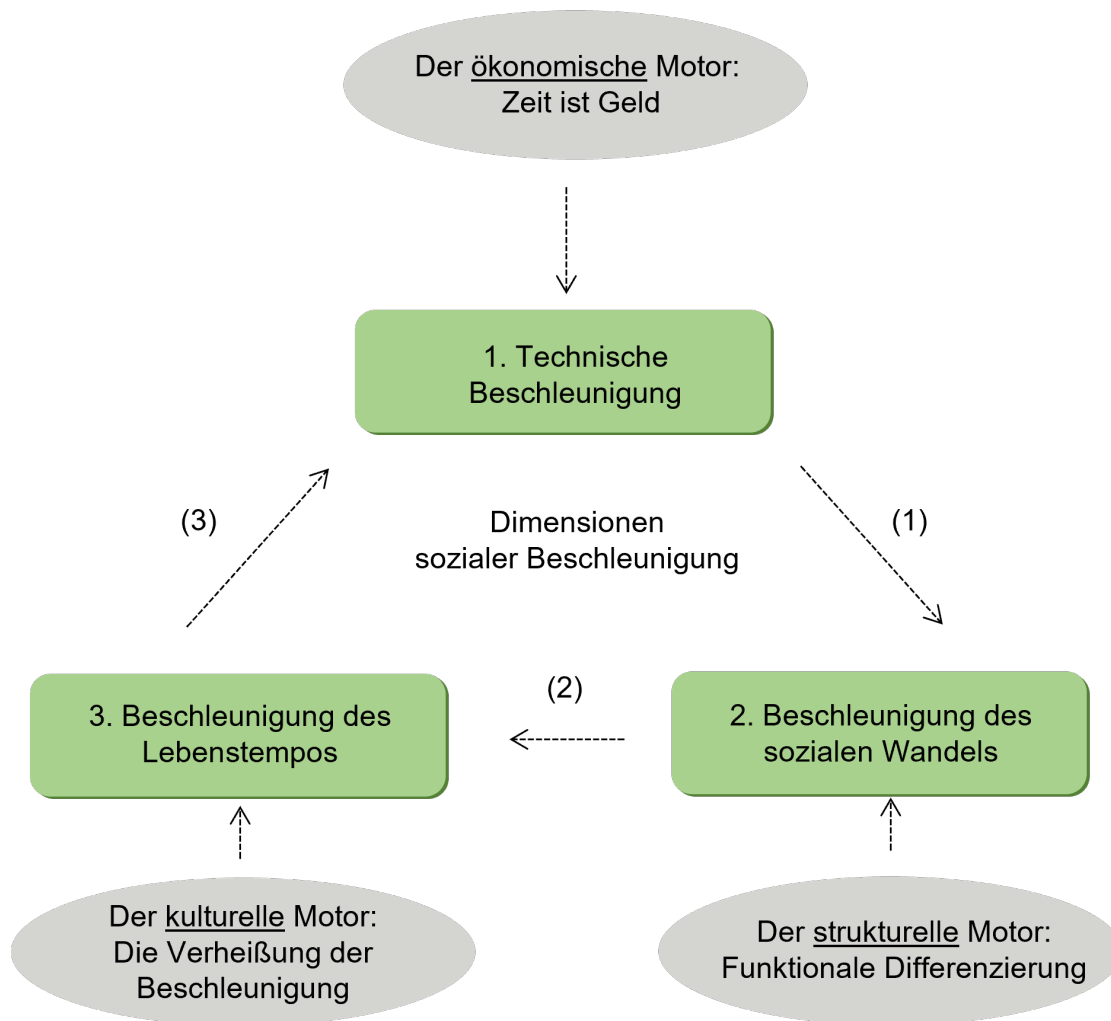 Der ökonomische Motor:
Zeit ist Geld
1. Technische
Beschleunigung
(3)
Dimensionen
sozialer Beschleunigung
(1)
(2)
3. Beschleunigung des
Lebenstempos
2. Beschleunigung des
sozialen Wandels
Der kulturelle Motor:
Die Verheißung der
Beschleunigung
Der strukturelle Motor:
Funktionale Differenzierung